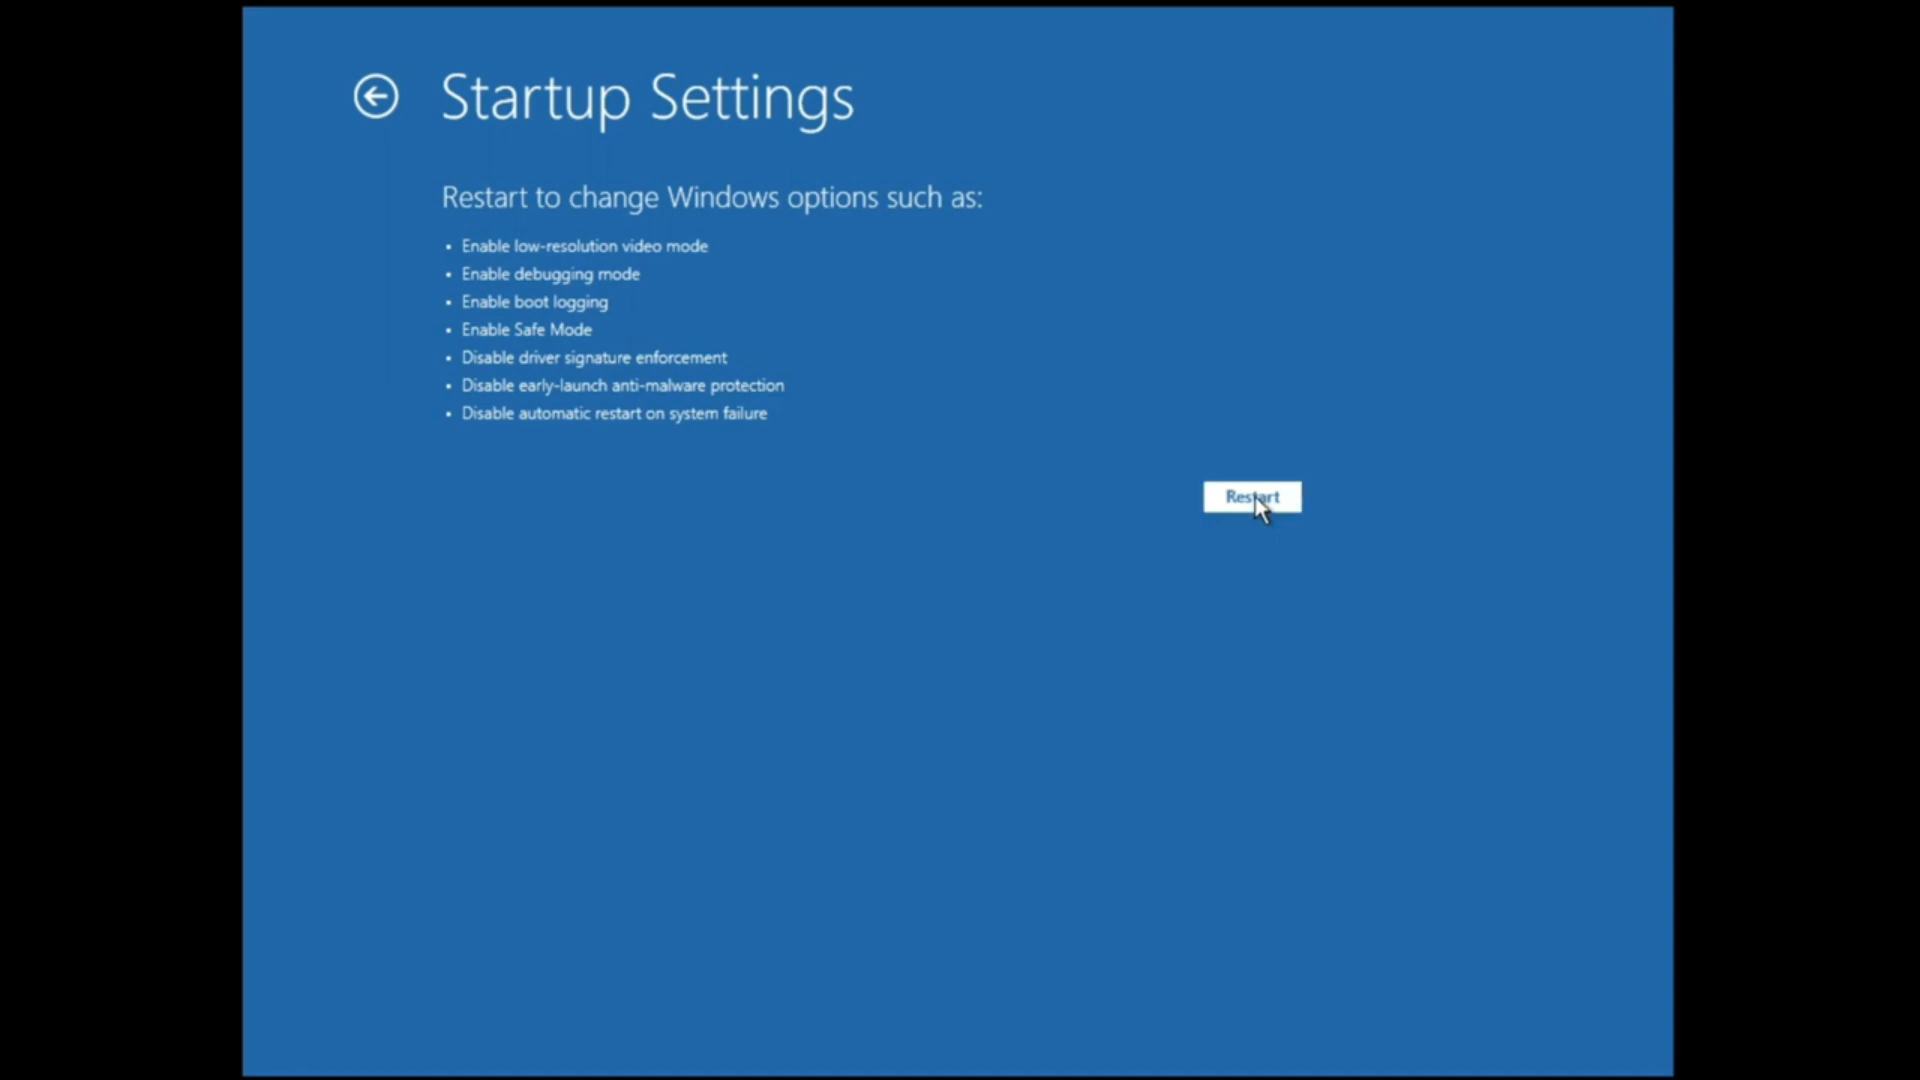 Startup Settings
Restart to change Windows options such as:
• Enable low-resolution video mode
• Enable debugging mode
• Enable boot logging
• Enable Safe Mode
• Disable driver signature enforcement
• Disable early-launch anti-malware protection
• Disable automatic restart on system failure
Restart